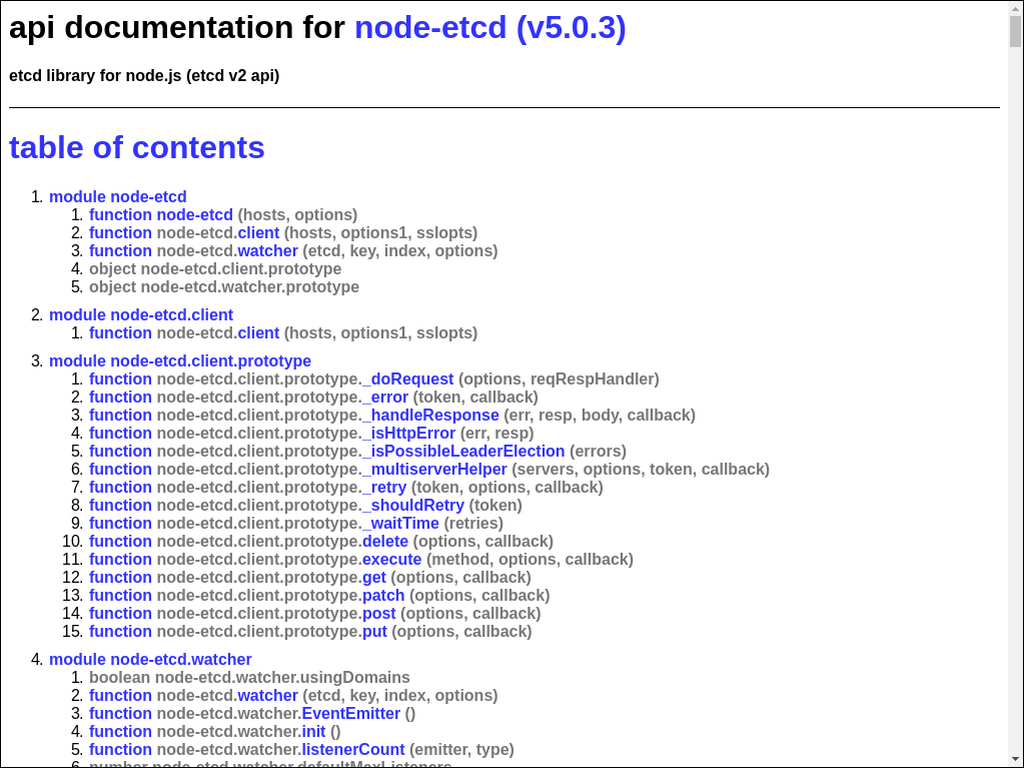 api documentation for node-etcd (v5.0.3)
etcd library for node.js (etcd v2 api)
table of contents
1. module node-etcd
1. function node-etcd (hosts, options)
2. function node-etcd.client (hosts, options1, sslopts)
3. function node-etcd.watcher (etcd, key, index, options)
4. object node-etcd.client.prototype
5. object node-etcd.watcher.prototype
2. module node-etcd.client
1. function node-etcd.client (hosts, options1, sslopts)
3. module node-etcd.client.prototype
1. function node-etcd.client.prototype._doRequest (options, reqRespHandler)
2. function node-etcd.client.prototype._error (token, callback)
3. function node-etcd.client.prototype._handleResponse (err, resp, body, callback)
4. function node-etcd.client.prototype._isHttpError (err, resp)
5. function node-etcd.client.prototype._isPossibleLeaderElection (errors)
6. function node-etcd.client.prototype._multiserverHelper (servers, options, token, callback)
7. function node-etcd.client.prototype._retry (token, options, callback)
8. function node-etcd.client.prototype._shouldRetry (token)
9. function node-etcd.client.prototype._waitTime (retries)
10. function node-etcd.client.prototype.delete (options, callback)
11. function node-etcd.client.prototype.execute (method, options, callback)
12. function node-etcd.client.prototype.get (options, callback)
13. function node-etcd.client.prototype.patch (options, callback)
14. function node-etcd.client.prototype.post (options, callback)
15. function node-etcd.client.prototype.put (options, callback)
4. module node-etcd.watcher
1. boolean node-etcd.watcher.usingDomains
2. function node-etcd.watcher (etcd, key, index, options)
3. function node-etcd.watcher.EventEmitter ()
4. function node-etcd.watcher.init ()
5. function node-etcd.watcher.listenerCount (emitter, type)
6. number node-etcd.watcher.defaultMaxListeners